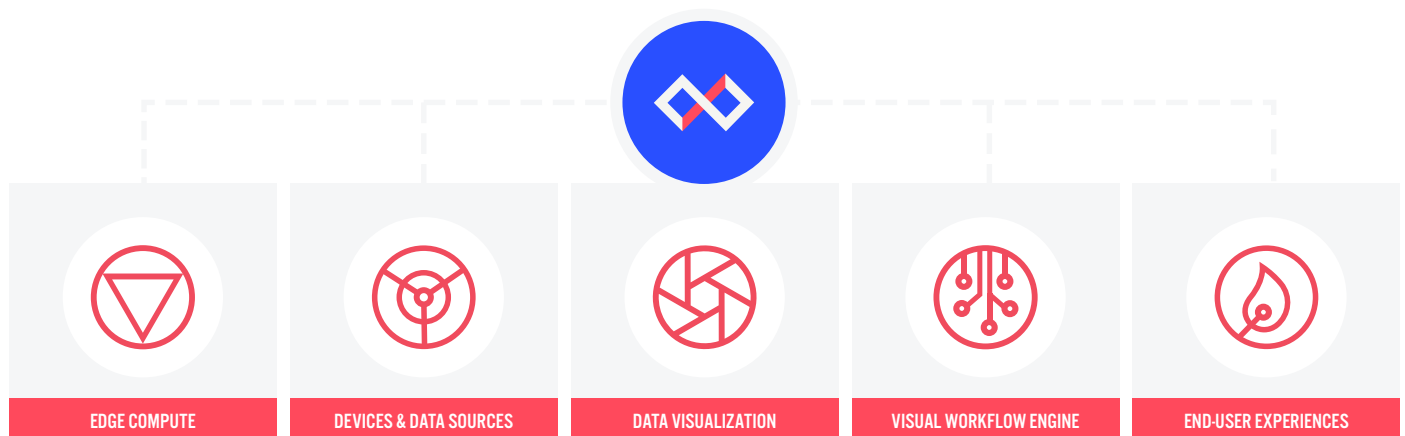 EDGE COMPUTE
DEVICES & DATA SOURCES
DATA VISUALIZATION
VISUAL WORKFLOW ENGINE
END-USER EXPERIENCES